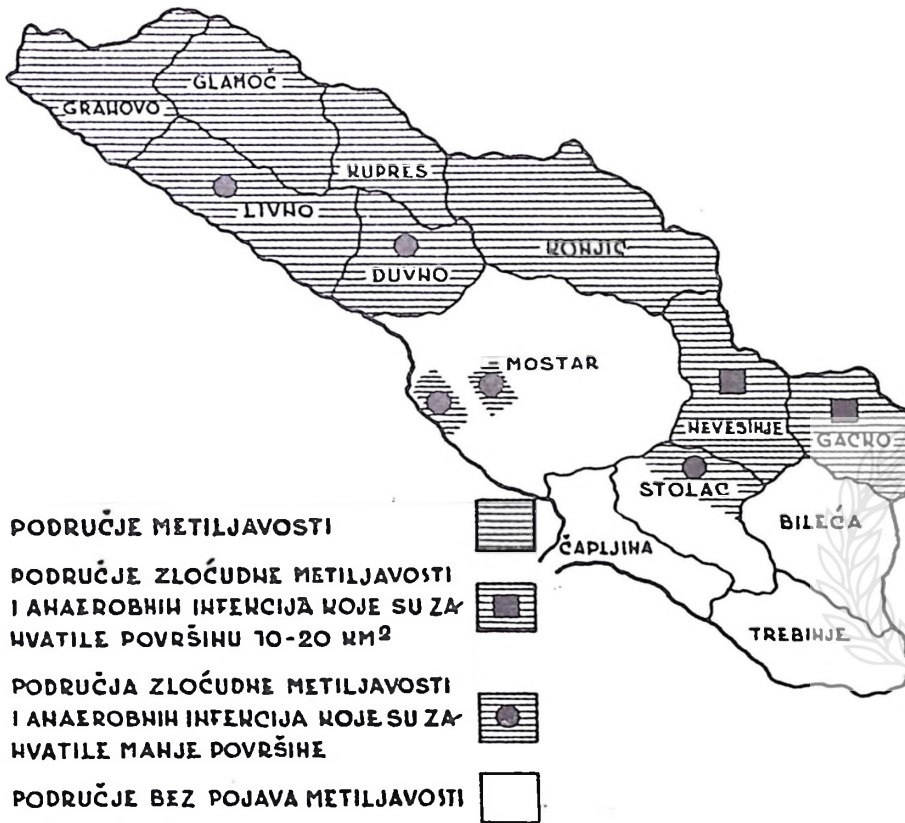 GLAMOČ
GRAHOVO
KUPRES
LIVNO
KONJIC
DUVNO
MOSTAR
NEVESINJE
GACKO
STOLAC
BILEĆA
ČAPLJINA
TREBINJE
PODRUČJE METILJAVOSTI
PODRUČJE ZLOĆUDNE METILJAVOSTI
I ANAEROBNIH INFEKCIJA KOJE SU ZA-
HVATILE POVRŠINU 10-20 KM²
PODRUČJA ZLOĆUDNE METILJAVOSTI
I ANAEROBNIH INFEKCIJA KOJE SU ZA-
HVATILE MANJE POVRŠINE
PODRUČJE BEZ POJAVA METILJAVOSTI